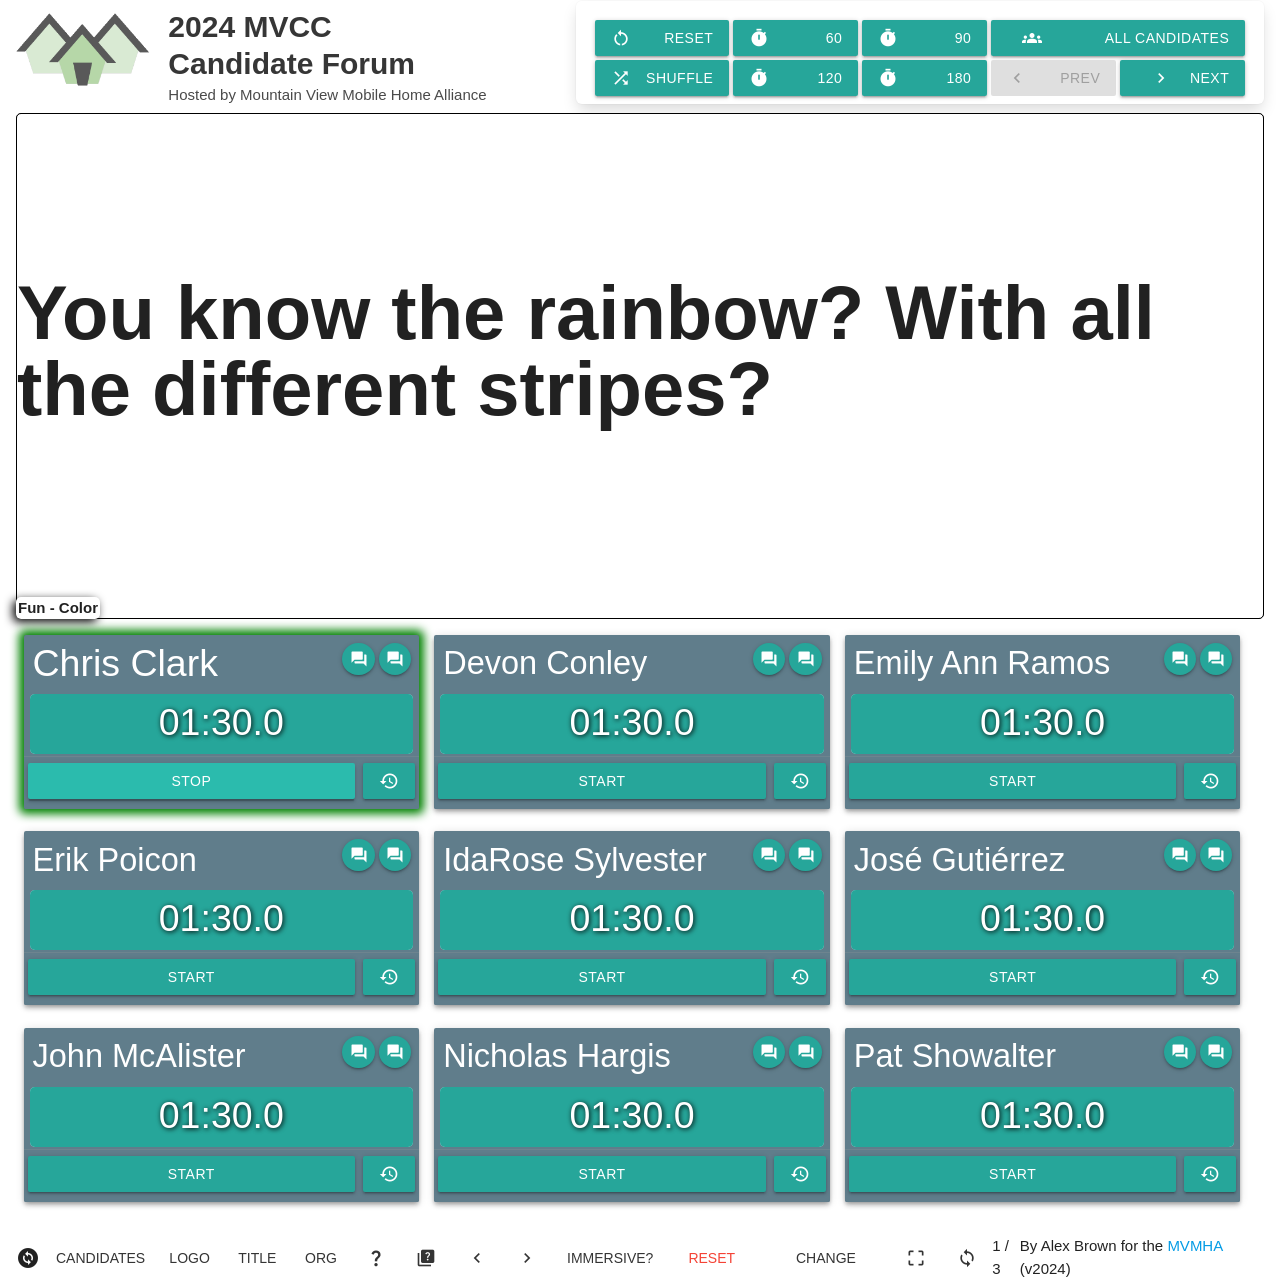 2024 MVCC
Candidate Forum
Hosted by Mountain View Mobile Home Alliance
RESET 60 90 ALL CANDIDATES
SHUFFLE 120 180 PREV NEXT
You know the rainbow? With all
the different stripes?
Fun - Color
Chris Clark Devon Conley Emily Ann Ramos
01:30.0 01:30.0 01:30.0
STOP START START
Erik Poicon IdaRose Sylvester José Gutiérrez
01:30.0 01:30.0 01:30.0
START START START
John McAlister Nicholas Hargis Pat Showalter
01:30.0 01:30.0 01:30.0
START START START
CANDIDATES LOGO TITLE ORG IMMERSIVE? RESET CHANGE 1 / 3 By Alex Brown for the MVMHA
(v2024)